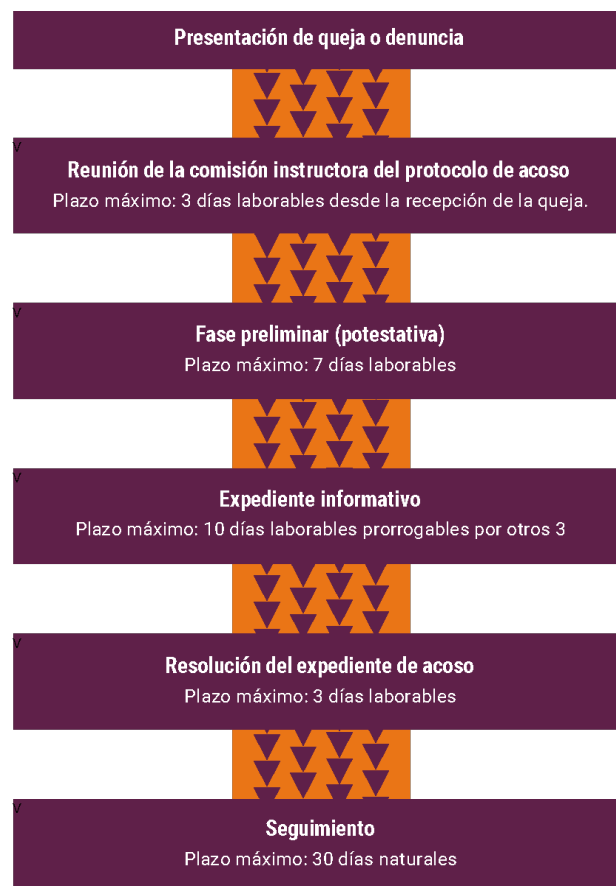 Presentación de queja o denuncia
V
Reunión de la comisión instructora del protocolo de acoso
Plazo máximo: 3 días laborables desde la recepción de la queja.
V
Fase preliminar (potestativa)
Plazo máximo: 7 días laborables
V
Expediente informativo
Plazo máximo: 10 días laborables prorrogables por otros 3
V
Resolución del expediente de acoso
Plazo máximo: 3 días laborables
V
Seguimiento
Plazo máximo: 30 días naturales